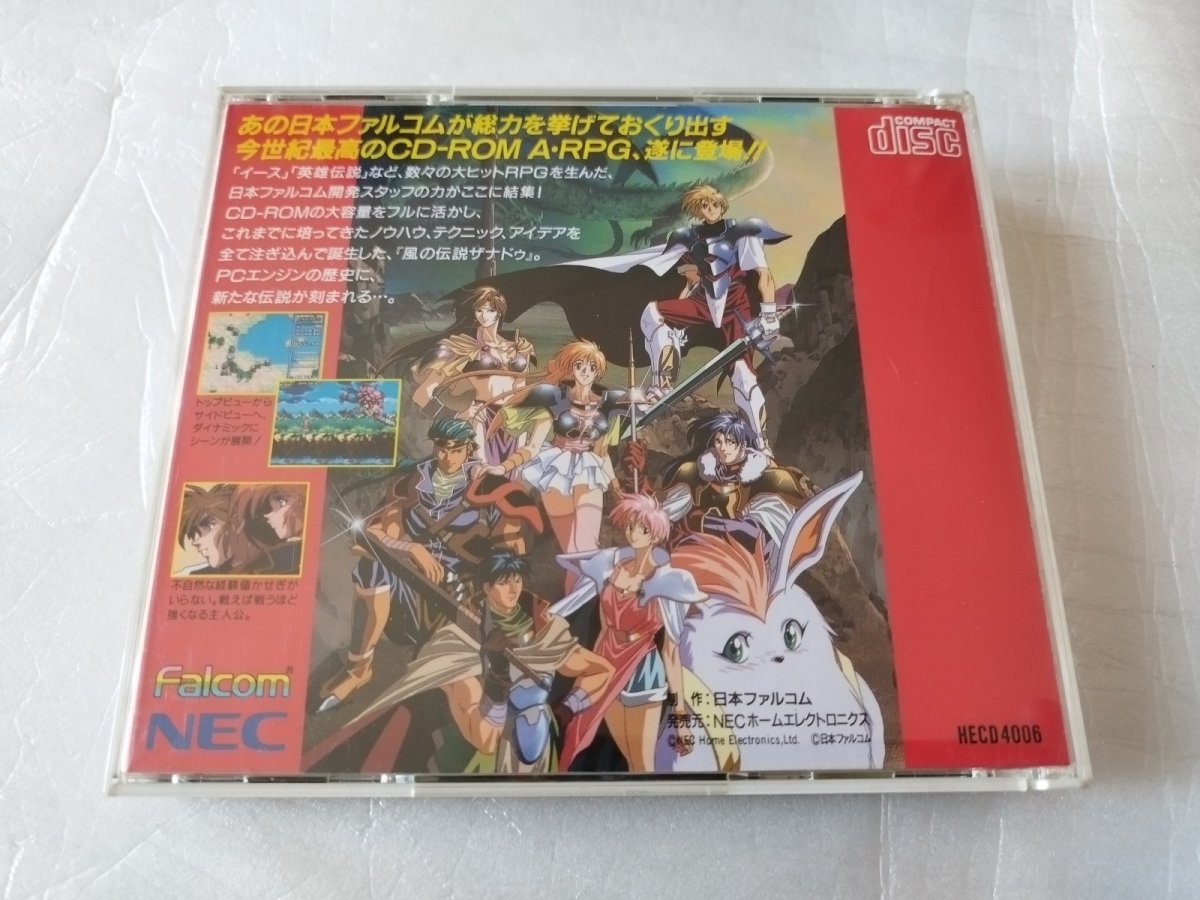 あの日本ファルコムが総力を挙げておくり出す
今世紀最高のCD-ROM A・RPG、遂に登場!!
「イース」「英雄伝説」など、数々の大ヒットRPGを生んだ、
日本ファルコム開発スタッフの力がここに結集!
CD-ROMの大容量をフルに活かし、
これまでに培ってきたノウハウ、テクニック、アイデアを
全て注ぎ込んで誕生した、『風の伝説ザナドゥ』。
PCエンジンの歴史に、
新たな伝説が刻まれる…。
COMPACT
disc
トップビューから
サイドビューへ、
ダイナミックに
シーンが展開!
不自然な経験値かせぎが
いらない。戦えば戦うほど
強くなる主人公。
Falcom®
NEC
制 作:日本ファルコム
発売元:NECホームエレクトロニクス
©NEC Home Electronics,Ltd. ©日本ファルコム
HECD4006